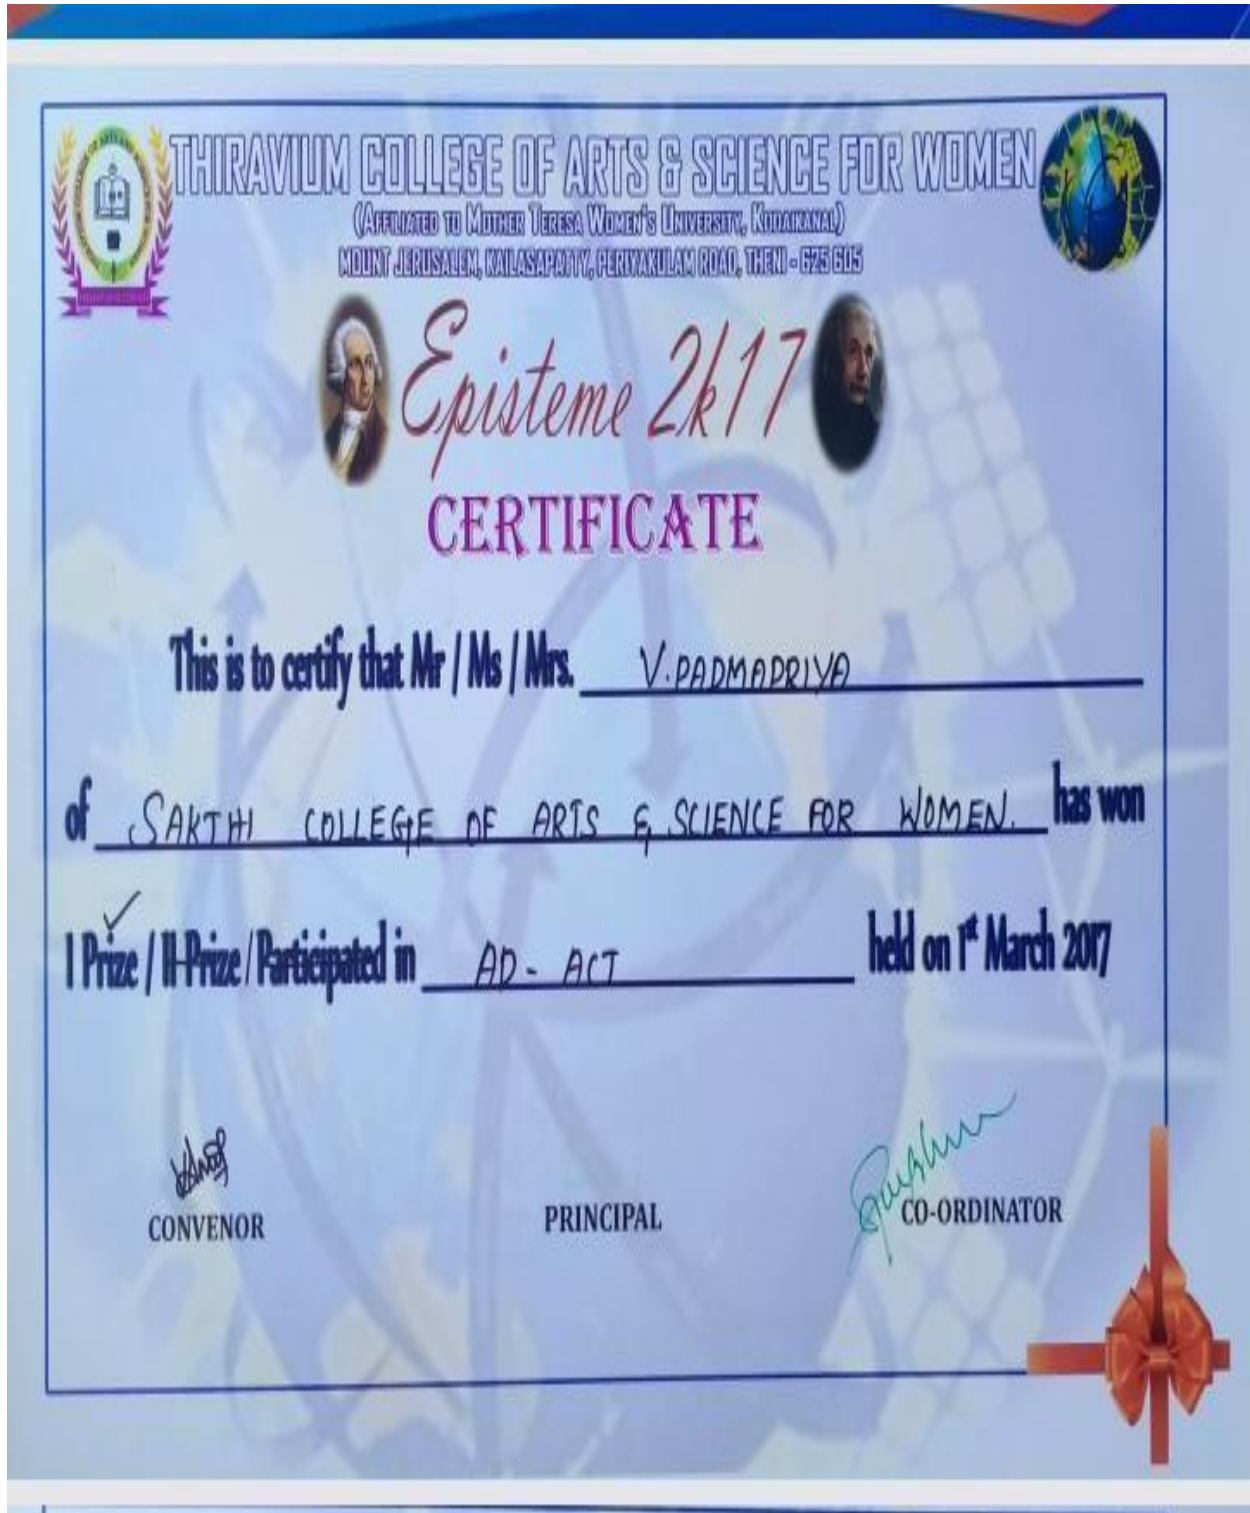 THIRAVIUM COLLEGE OF ARTS & SCIENCE FOR WOMEN
(AFFILIATED TO MOTHER TERESA WOMEN'S UNIVERSITY, KODAIKANAL)
MOUNT JERUSALEM, KAILASAPATTY, PERIYAKULAM ROAD, THENI - 625 605
Episteme 2k17
CERTIFICATE
This is to certify that Mr / Ms / Mrs. V. PADMAPRIYA
of SAKTHI COLLEGE OF ARTS & SCIENCE FOR WOMEN. has won
I Prize / II-Prize / Participated in AD - ACT held on 1st March 2017
CONVENOR PRINCIPAL CO-ORDINATOR